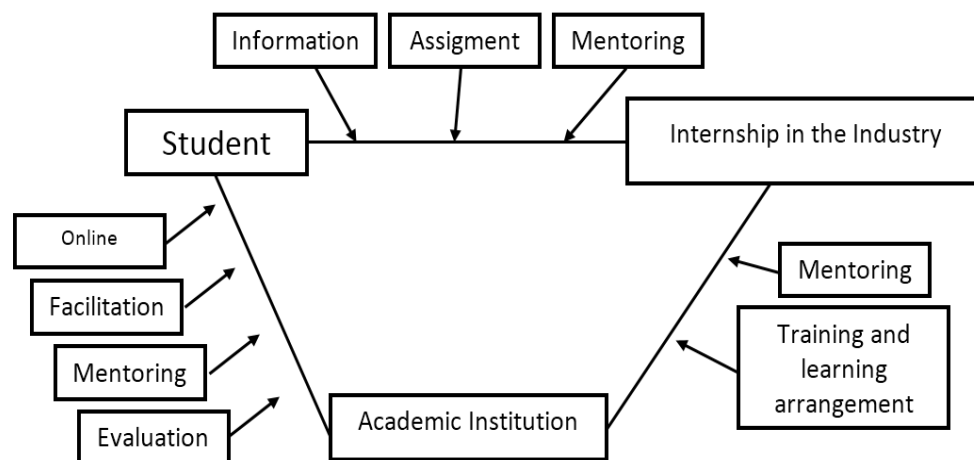 Information
Assigment
Mentoring
Student
Internship in the Industry
Online
Facilitation
Mentoring
Evaluation
Academic Institution
Mentoring
Training and
learning
arrangement